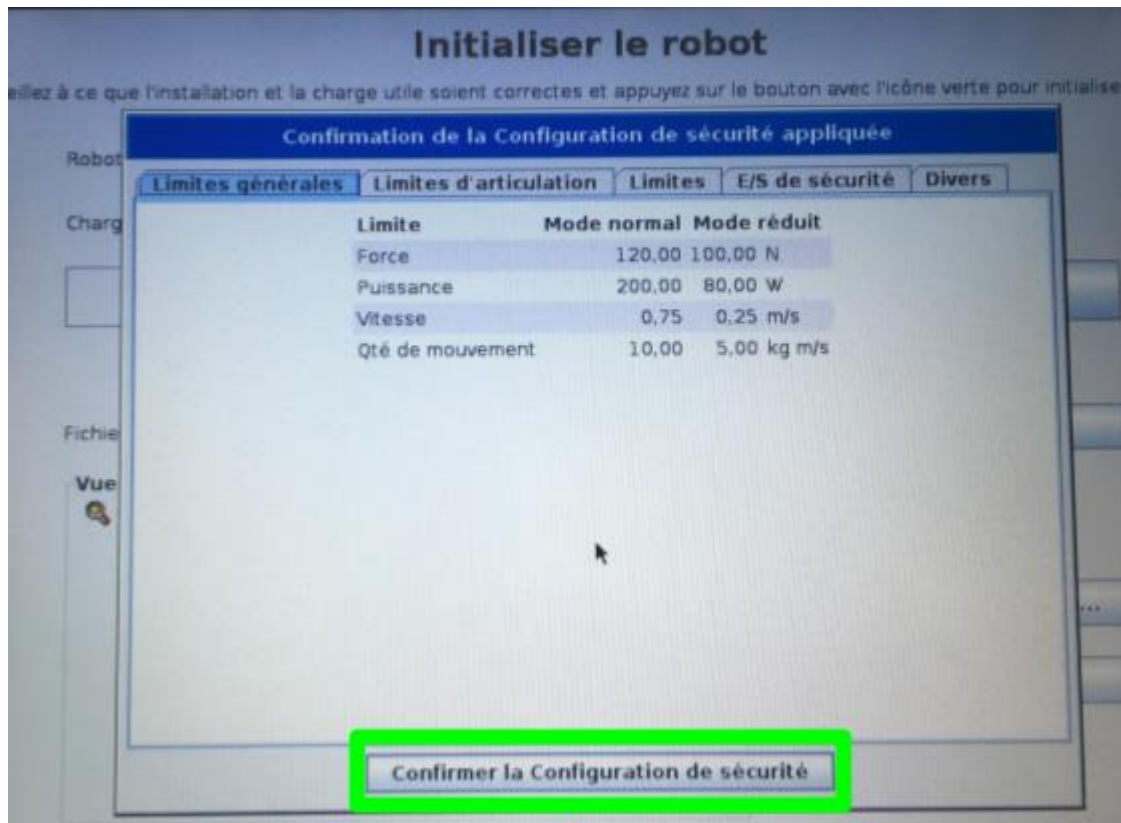 Initialiser le robot
eillez à ce que l'installation et la charge utile soient correctes et appuyez sur le bouton avec l'icône verte pour initialise
Confirmation de la Configuration de sécurité appliquée
Robot
Limites générales Limites d'articulation Limites E/S de sécurité Divers
Charg
Limite Mode normal Mode réduit
Force 120,00 100,00 N
Puissance 200,00 80,00 W
Vitesse 0,75 0,25 m/s
Qté de mouvement 10,00 5,00 kg m/s
Fichie
Vue
...
Confirmer la Configuration de sécurité